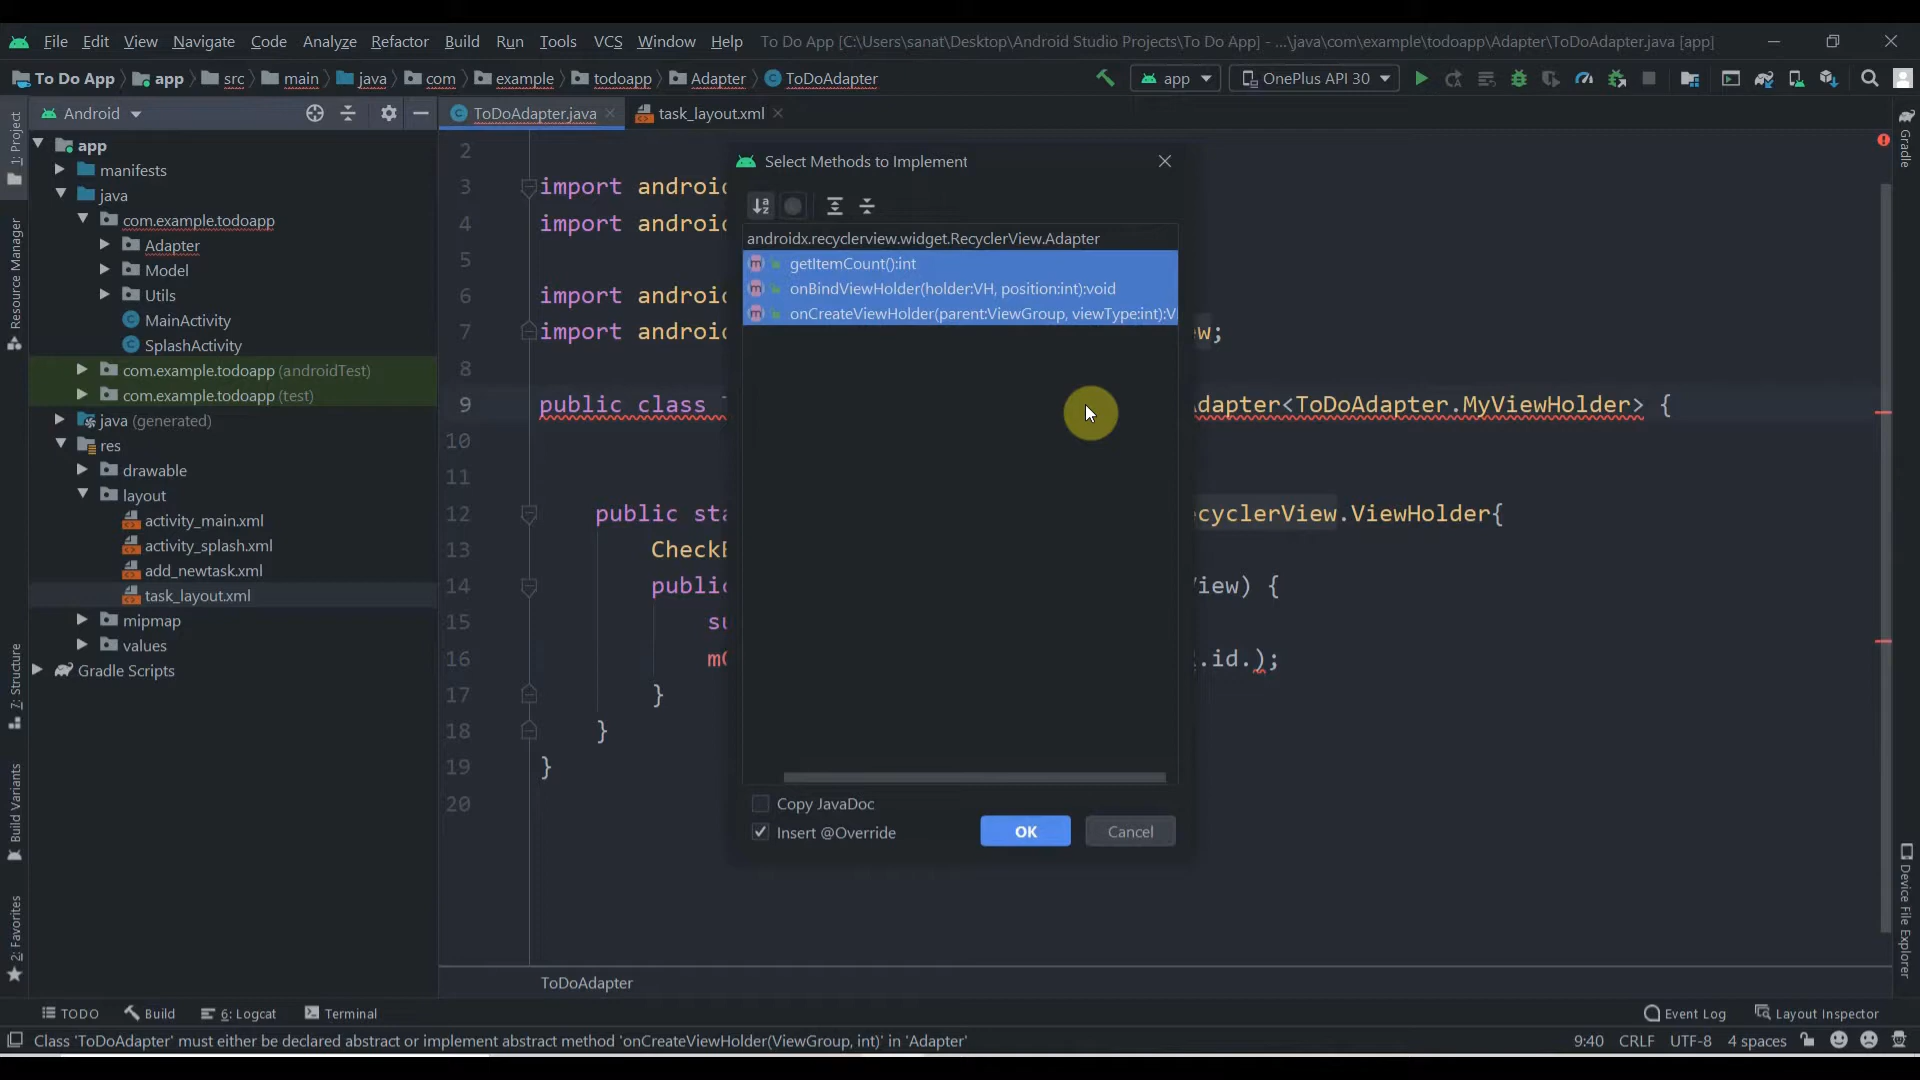 File Edit View Navigate Code Analyze Refactor Build Run Tools VCS Window Help To Do App [C:\Users\sanat\Desktop\Android Studio Projects\To Do App] - ...\java\com\example\todoapp\Adapter\ToDoAdapter.java [app]
To Do App app src main java com example todoapp Adapter ToDoAdapter app OnePlus API 30
Android ToDoAdapter.java task_layout.xml
1: Project
Resource Manager
7: Structure
Build Variants
2: Favorites
app
manifests
java
com.example.todoapp
Adapter
Model
Utils
MainActivity
SplashActivity
com.example.todoapp (androidTest)
com.example.todoapp (test)
java (generated)
res
drawable
layout
activity_main.xml
activity_splash.xml
add_newtask.xml
task_layout.xml
mipmap
values
Gradle Scripts
2
3 import android
4 import android
5
6 import android
7 import android w;
8
9 public class dapter<ToDoAdapter.MyViewHolder> {
10
11
12 public sta cyclerView.ViewHolder{
13 CheckB
14 public iew) {
15 su
16 m .id.);
17 }
18 }
19 }
20
Select Methods to Implement
androidx.recyclerview.widget.RecyclerView.Adapter
m getItemCount():int
m onBindViewHolder(holder:VH, position:int):void
m onCreateViewHolder(parent:ViewGroup, viewType:int):V
Copy JavaDoc
Insert @Override
OK Cancel
Gradle
Device File Explorer
ToDoAdapter
TODO Build 6: Logcat Terminal Event Log Layout Inspector
Class 'ToDoAdapter' must either be declared abstract or implement abstract method 'onCreateViewHolder(ViewGroup, int)' in 'Adapter' 9:40 CRLF UTF-8 4 spaces